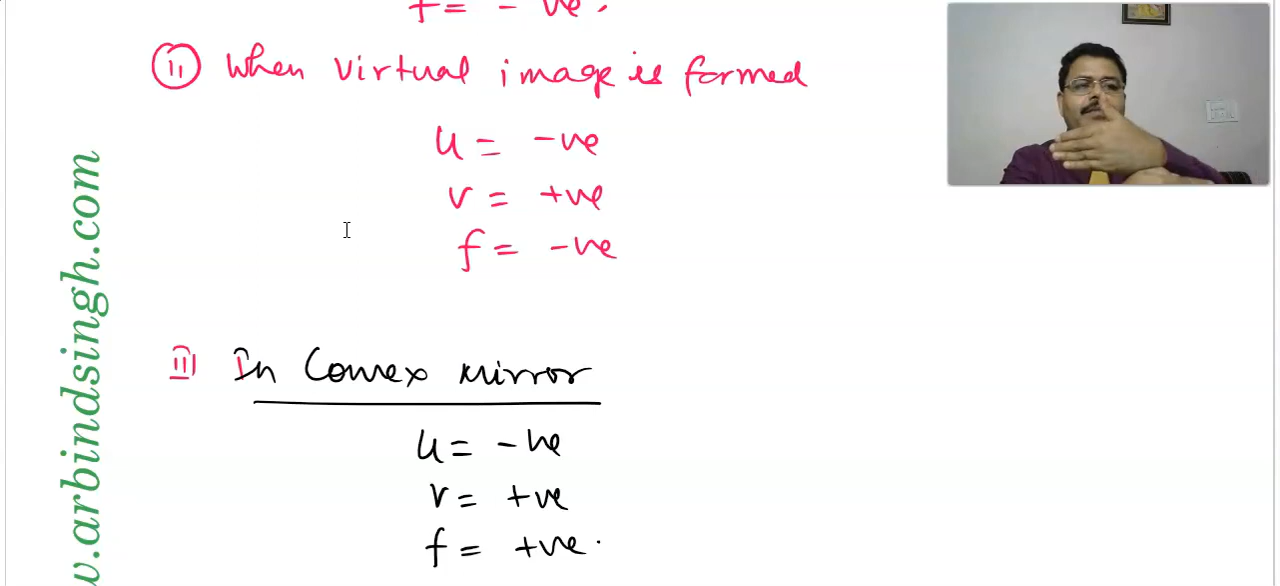 f = - ve.
(ii) When virtual image is formed
u = -ve
v = +ve
f = -ve
II) In Convex mirror
u = -ve
v = +ve
f = +ve.
w.arbindsingh.com